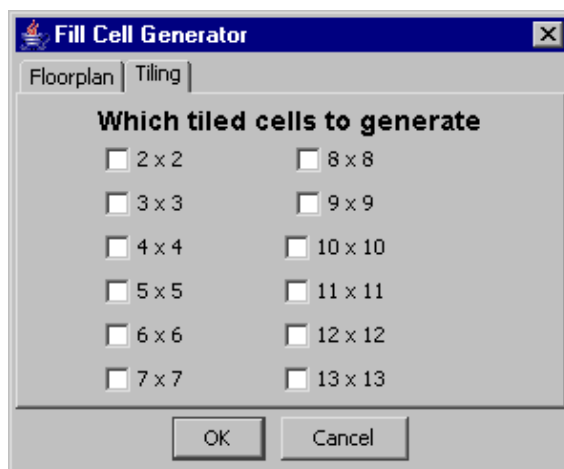 Fill Cell Generator
Floorplan Tiling
Which tiled cells to generate
2 x 2 8 x 8
3 x 3 9 x 9
4 x 4 10 x 10
5 x 5 11 x 11
6 x 6 12 x 12
7 x 7 13 x 13
OK Cancel